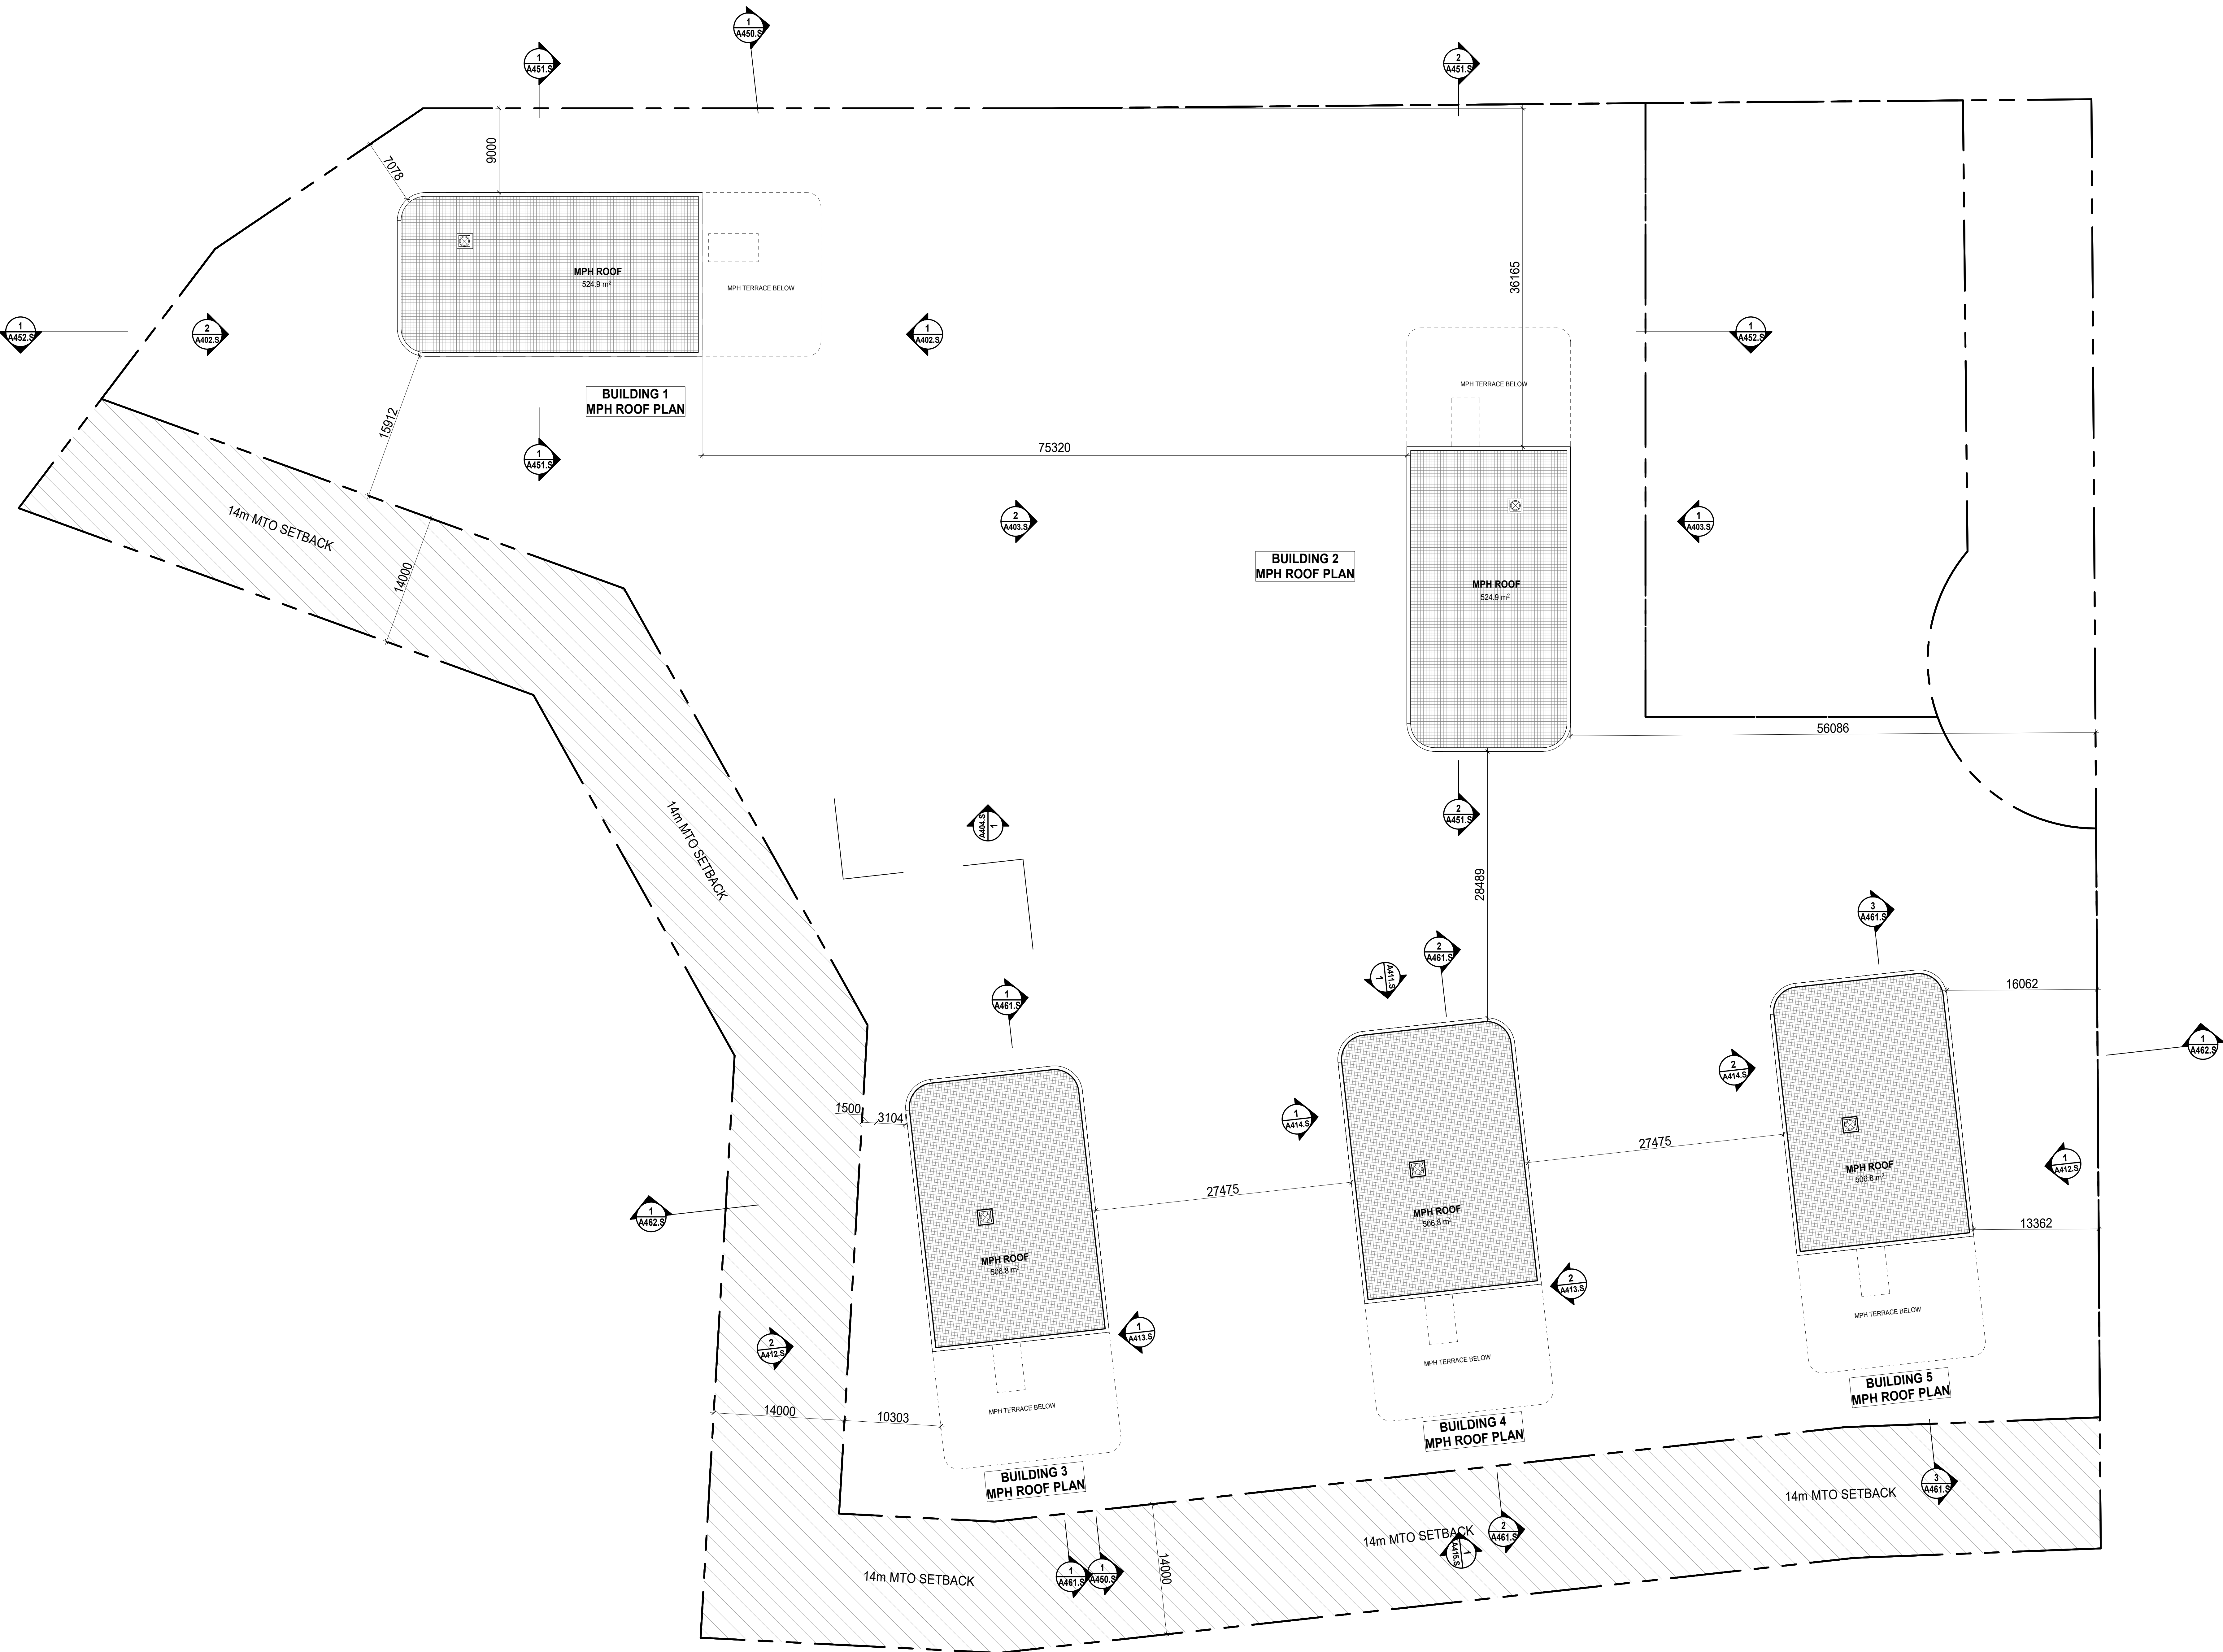 1
A450.S
1
A451.S
2
A451.S
9000
7078
36165
MPH ROOF
524.9 m²
MPH TERRACE BELOW
1
A452.S
2
A402.S
1
A402.S
1
A452.S
BUILDING 1
MPH ROOF PLAN
MPH TERRACE BELOW
15912
75320
1
A451.S
14m MTO SETBACK
14000
2
A403.S
1
A403.S
BUILDING 2
MPH ROOF PLAN
MPH ROOF
524.9 m²
56086
14m MTO SETBACK
1
A404.S
2
A451.S
28489
3
A461.S
2
A461.S
1
A411.S
1
A461.S
16062
1
A462.S
2
A414.S
1
A414.S
1500
3104
27475
27475
1
A412.S
MPH ROOF
506.8 m²
MPH ROOF
506.8 m²
MPH ROOF
506.8 m²
1
A462.S
13362
2
A413.S
1
A413.S
2
A412.S
MPH TERRACE BELOW
MPH TERRACE BELOW
MPH TERRACE BELOW
14000
10303
BUILDING 5
MPH ROOF PLAN
BUILDING 4
MPH ROOF PLAN
BUILDING 3
MPH ROOF PLAN
3
A461.S
14m MTO SETBACK
14m MTO SETBACK
2
A461.S
1
A415.S
14000
1
A461.S
1
A450.S
14m MTO SETBACK